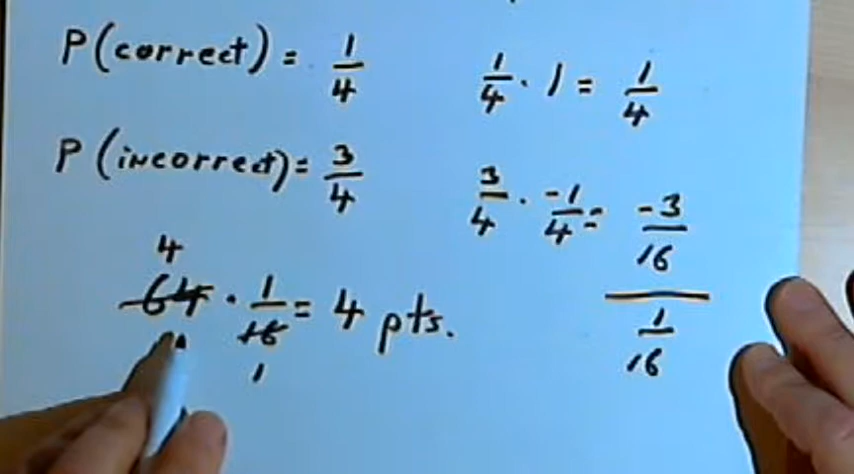 P(correct) = 1/4
1/4 · 1 = 1/4
P(incorrect) = 3/4
3/4 · -1/4 = -3/16
1/16
4
64 · 1/16 = 4 pts.
1